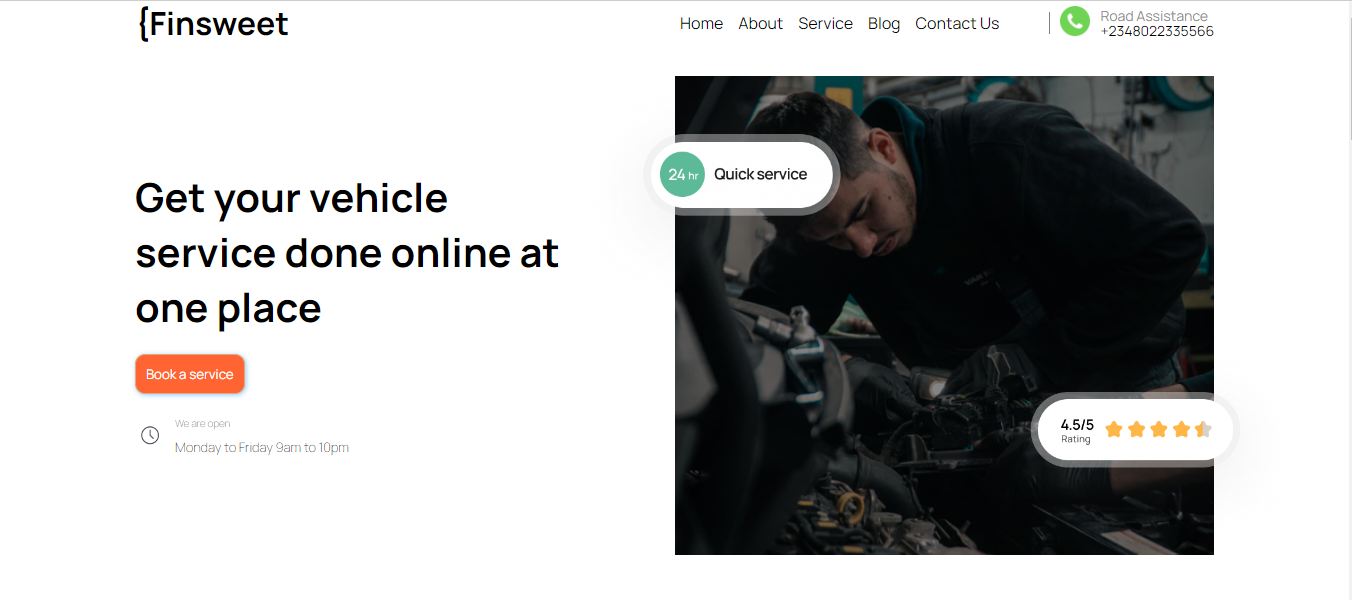 {Finsweet
Home About Service Blog Contact Us
Road Assistance
+2348022335566
Get your vehicle
service done online at
one place
Book a service
We are open
Monday to Friday 9am to 10pm
24 hr Quick service
4.5/5
Rating